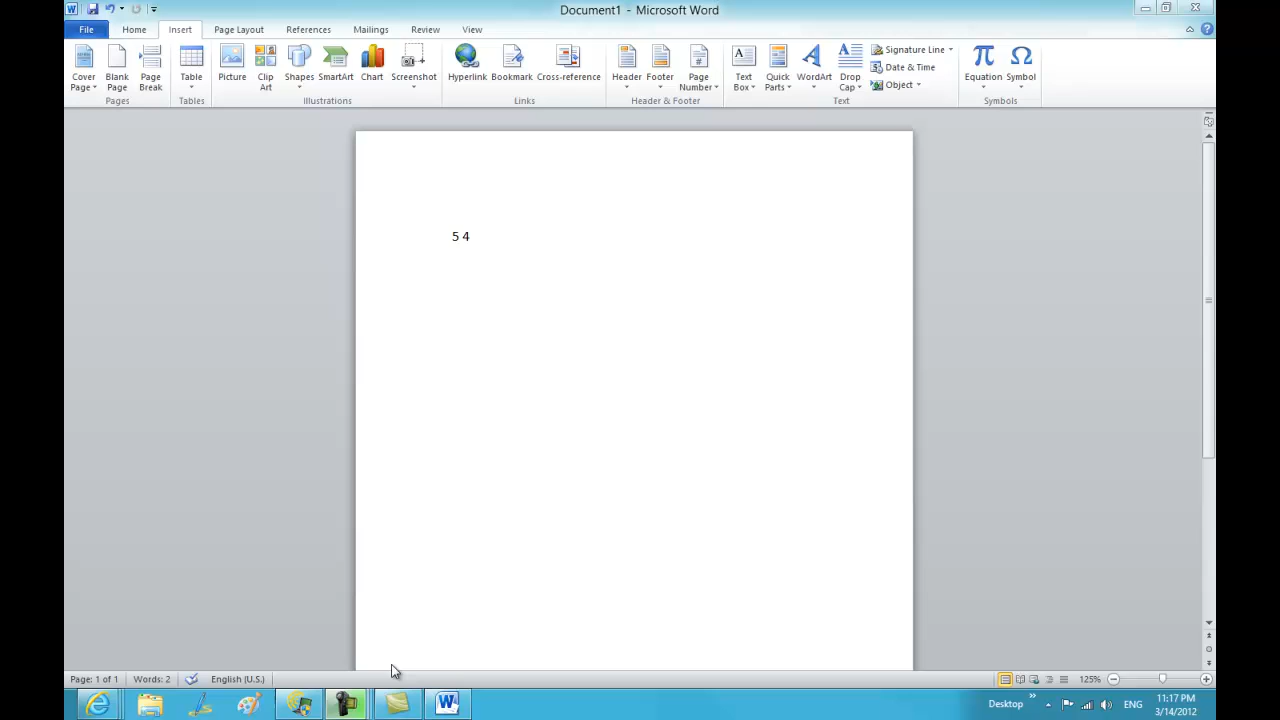 Document1 - Microsoft Word
File Home Insert Page Layout References Mailings Review View
Cover Page Blank Page Page Break
Table
Picture Clip Art Shapes SmartArt Chart Screenshot
Hyperlink Bookmark Cross-reference
Header Footer Page Number
Text Box Quick Parts WordArt Drop Cap
Signature Line
Date & Time
Object
Equation Symbol
Pages Tables Illustrations Links Header & Footer Text Symbols
5 4
Page: 1 of 1 Words: 2 English (U.S.) 125%
Desktop ENG 11:17 PM
3/14/2012